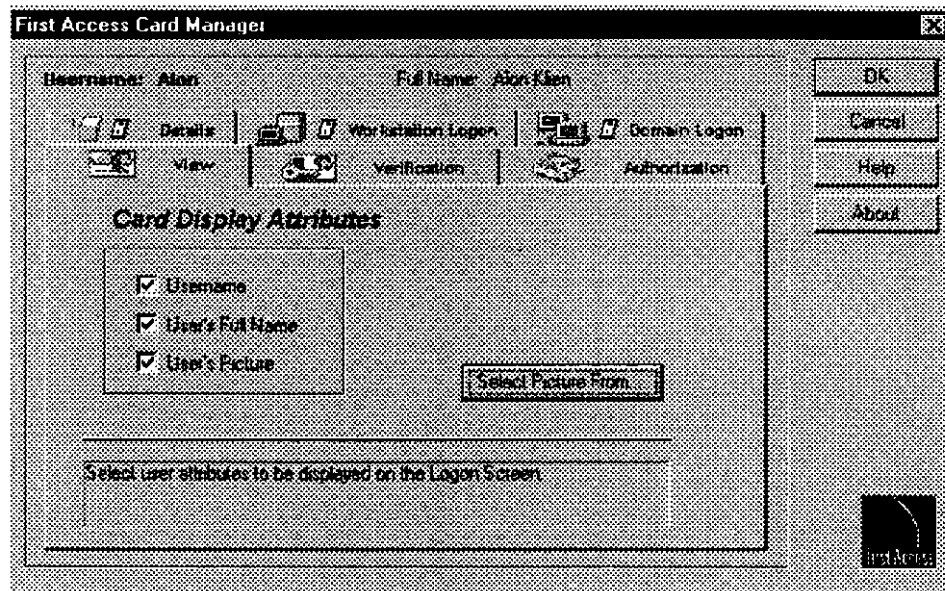 First Access Card Manager
Username: Alon
Full Name: Alon Klien
OK
Cancel
Help
About
Details
Workstation Logon
Domain Logon
View
Verification
Authorization
Card Display Attributes
Username
User's Full Name
User's Picture
Select Picture From...
Select user attributes to be displayed on the Logon Screen
First Access